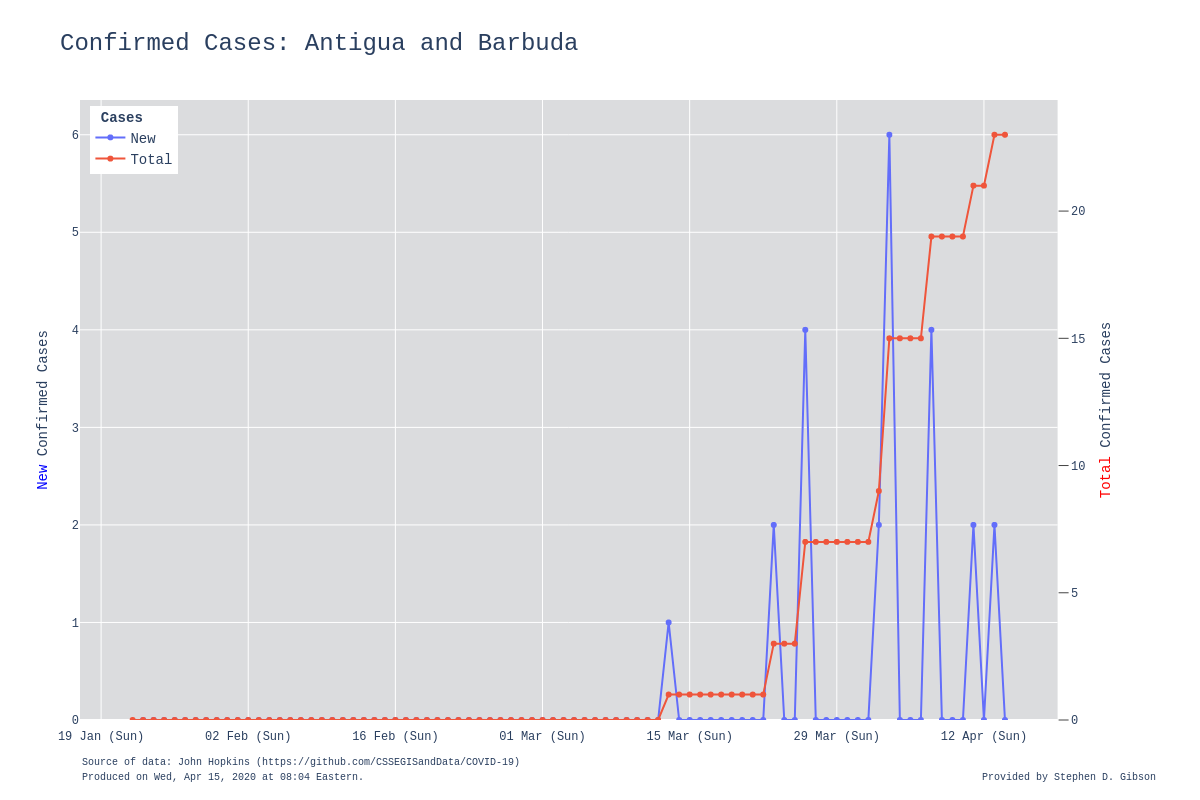 Confirmed Cases: Antigua and Barbuda
Cases
New
Total
6
5
4
3
2
1
0
New Confirmed Cases
20
15
10
5
0
Total Confirmed Cases
19 Jan (Sun) 02 Feb (Sun) 16 Feb (Sun) 01 Mar (Sun) 15 Mar (Sun) 29 Mar (Sun) 12 Apr (Sun)
Source of data: John Hopkins (https://github.com/CSSEGISandData/COVID-19)
Produced on Wed, Apr 15, 2020 at 08:04 Eastern.
Provided by Stephen D. Gibson